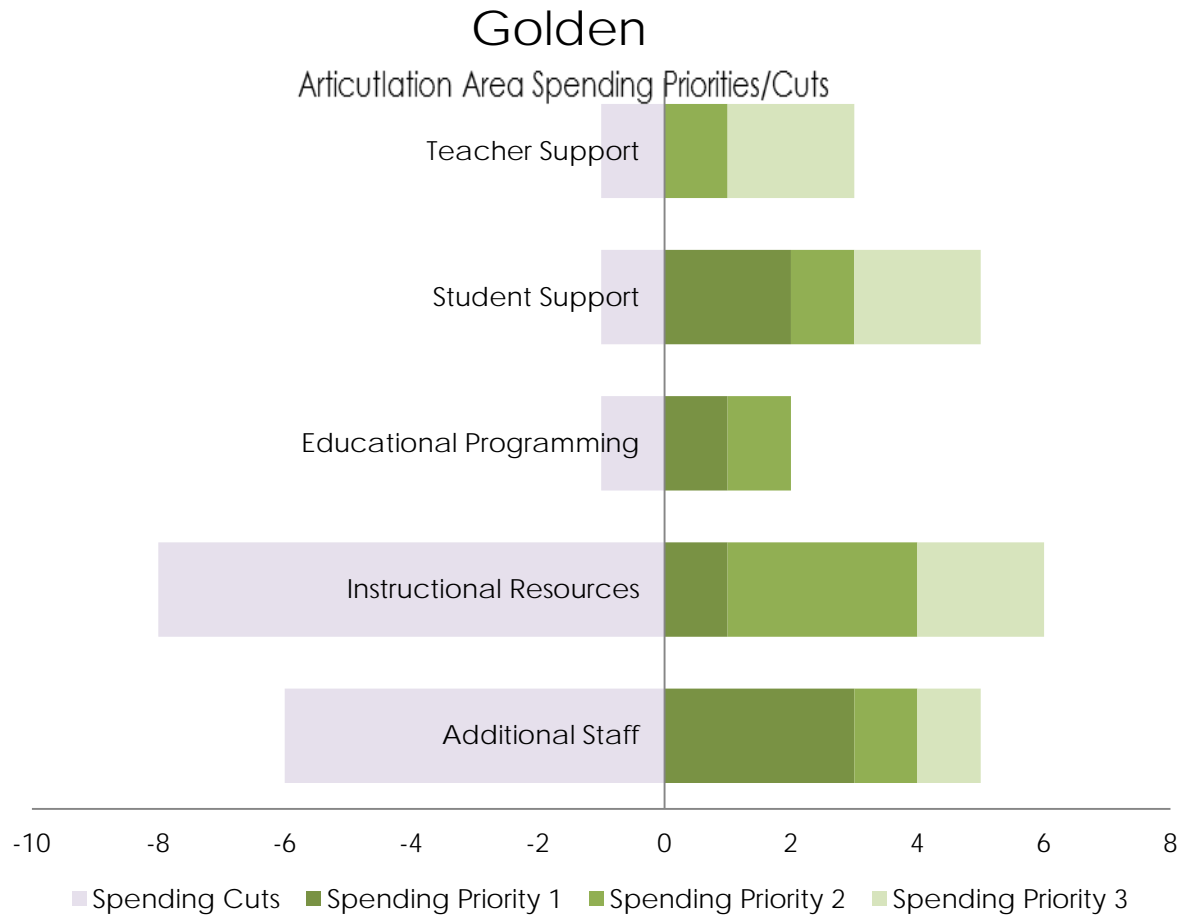 Golden
Articutlation Area Spending Priorities/Cuts
Teacher Support
Student Support
Educational Programming
Instructional Resources
Additional Staff
-10 -8 -6 -4 -2 0 2 4 6 8
Spending Cuts Spending Priority 1 Spending Priority 2 Spending Priority 3